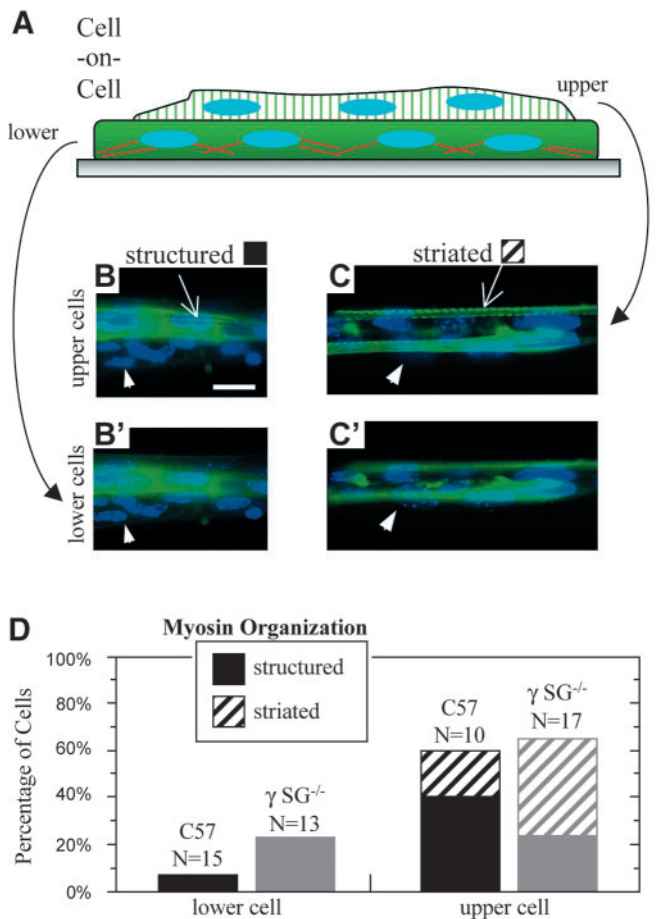 A
Cell
-on-
Cell
upper
lower
structured
striated
B
C
upper cells
B'
C'
lower cells
D
Myosin Organization
structured
striated
100%
80%
60%
40%
20%
0%
Percentage of Cells
C57
N=15
γ SG-/-
N=13
C57
N=10
γ SG-/-
N=17
lower cell
upper cell